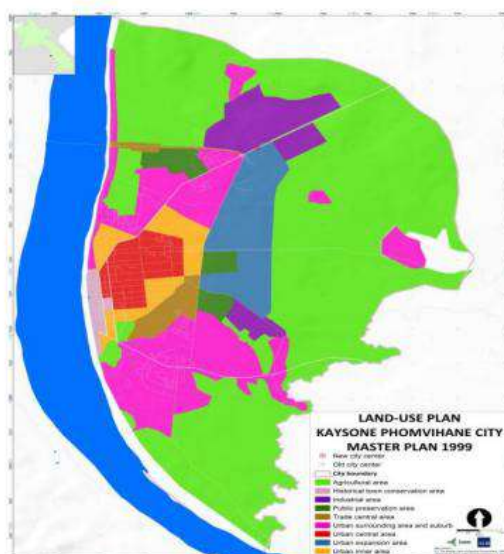 LAND-USE PLAN
KAYSONE PHOMVIHANE CITY
MASTER PLAN 1999
New city center
Old city center
City boundary
Agricultural area
Historical town conservation area
Industrial area
Public preservation area
Trade central area
Urban surrounding area and suburb
Urban central area
Urban expansion area
Urban inner area